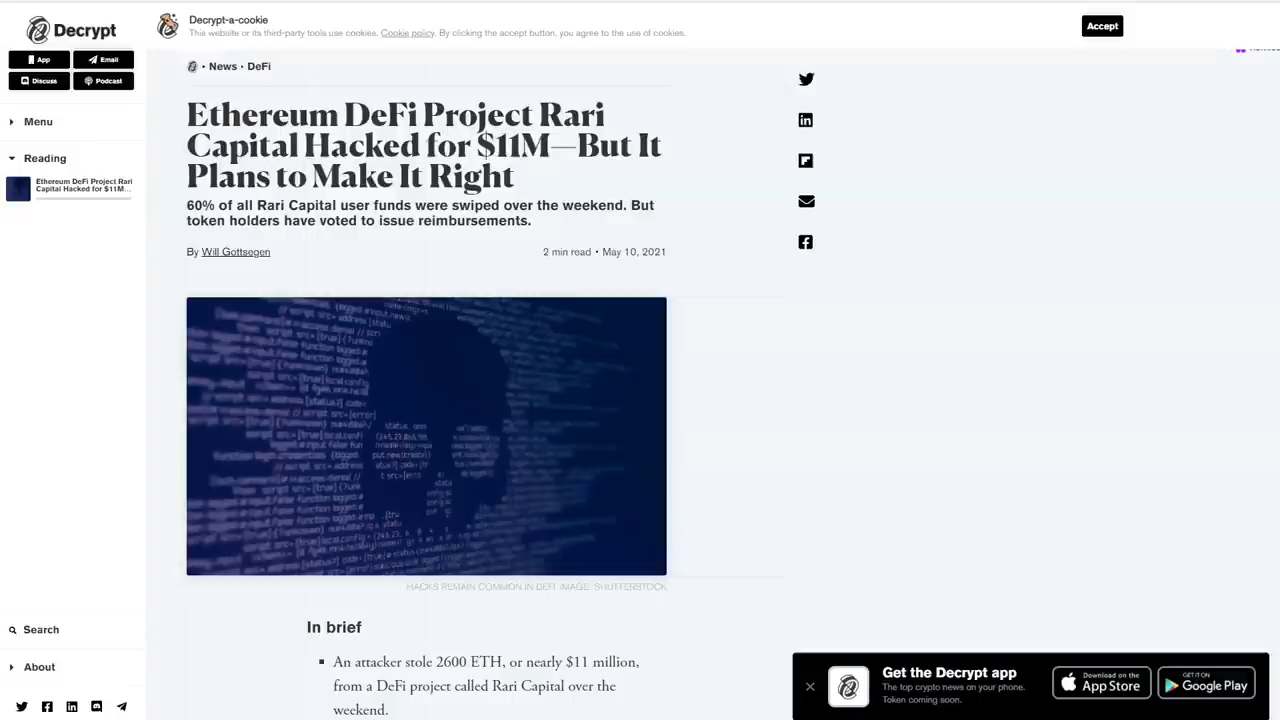 Decrypt
App
Email
Discuss
Podcast
Menu
Reading
Ethereum DeFi Project Rari
Capital Hacked for $11M...
Search
About
Decrypt-a-cookie
This website or its third-party tools use cookies. Cookie policy. By clicking the accept button, you agree to the use of cookies.
Accept
• News • DeFi
Ethereum DeFi Project Rari
Capital Hacked for $11M—But It
Plans to Make It Right
60% of all Rari Capital user funds were swiped over the weekend. But
token holders have voted to issue reimbursements.
By Will Gottsegen
2 min read • May 10, 2021
HACKS REMAIN COMMON IN DEFI. IMAGE: SHUTTERSTOCK
In brief
An attacker stole 2600 ETH, or nearly $11 million,
from a DeFi project called Rari Capital over the
weekend.
Get the Decrypt app
The top crypto news on your phone.
Token coming soon.
Download on the
App Store
GET IT ON
Google Play